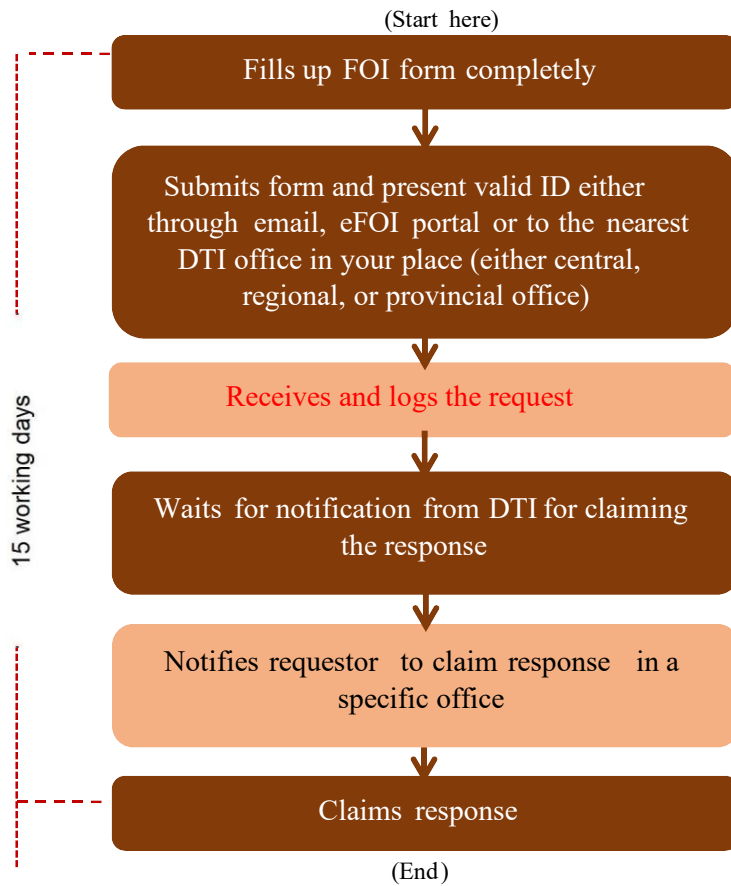 (Start here)
Fills up FOI form completely
Submits form and present valid ID either
through email, eFOI portal or to the nearest
DTI office in your place (either central,
regional, or provincial office)
Receives and logs the request
15 working days
Waits for notification from DTI for claiming
the response
Notifies requestor to claim response in a
specific office
Claims response
(End)